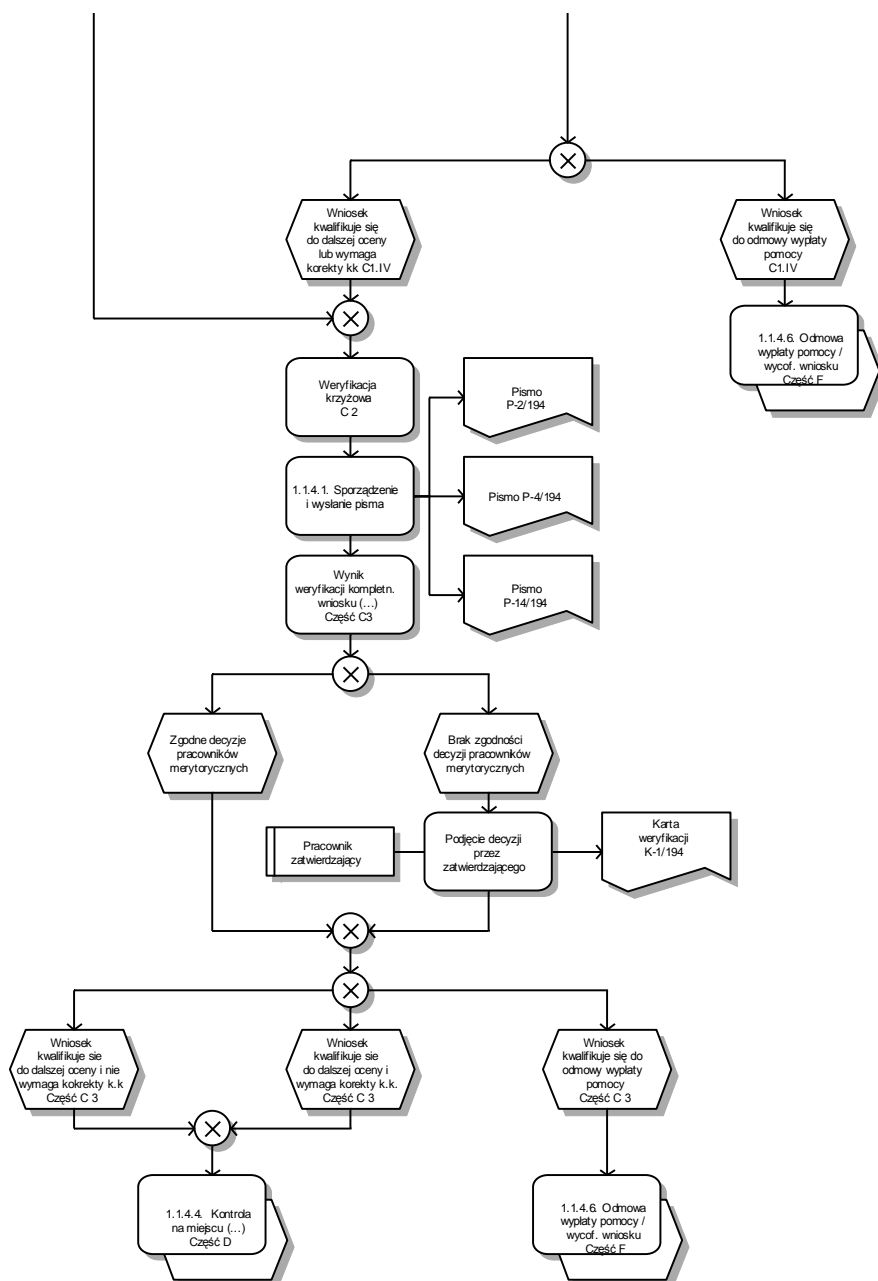 Wniosek
kwalifikuje się
do dalszej oceny
lub wymaga
korekty kk C1.IV
Wniosek
kwalifikuje się
do odmowy wypłaty
pomocy
C1.IV
1.1.4.6. Odmowa
wypłaty pomocy /
wycof. wniosku
Część F
Weryfikacja
krzyżowa
C 2
Pismo
P-2/194
1.1.4.1. Sporządzenie
i wysłanie pisma
Pismo P-4/194
Wynik
weryfikacji kompletn.
wniosku (...)
Część C3
Pismo
P-14/194
Zgodne decyzje
pracowników
merytorycznych
Brak zgodności
decyzji pracowników
merytorycznych
Pracownik
zatwierdzający
Podjęcie decyzji
przez
zatwierdzającego
Karta
weryfikacji
K-1/194
Wniosek
kwalifikuje sie
do dalszej oceny i nie
wymaga kokrekty k.k
Część C 3
Wniosek
kwalifikuje sie
do dalszej oceny i
wymaga korekty k.k.
Część C 3
Wniosek
kwalifikuje się do
odmowy wypłaty
pomocy
Część C 3
1.1.4.4. Kontrola
na miejscu (...)
Część D
1.1.4.6. Odmowa
wypłaty pomocy /
wycof. wniosku
Część F